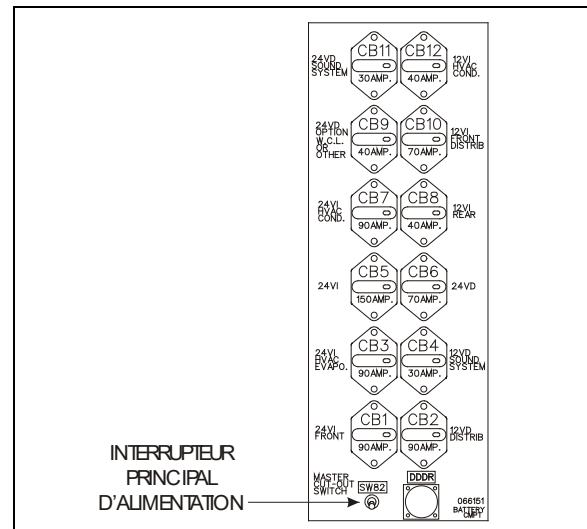 24VD
SOUND
SYSTEM
CB11
30AMP.
CB12
40AMP.
12VI
HVAC
COND.
24VD
OPTION
W.C.L.
OR
OTHER
CB9
40AMP.
CB10
70AMP.
12VI
FRONT
DISTRIB
24VI
HVAC
COND.
CB7
90AMP.
CB8
40AMP.
12VI
REAR
24VI
CB5
150AMP.
CB6
70AMP.
24VD
24VI
HVAC
EVAPO.
CB3
90AMP.
CB4
30AMP.
12VD
SOUND
SYSTEM
24VI
FRONT
CB1
90AMP.
CB2
90AMP.
12VD
DISTRIB
INTERRUPTEUR
PRINCIPAL
D'ALIMENTATION
MASTER
CUT-OUT
SWITCH
SW82
DDDR
066151
BATTERY
CMPT